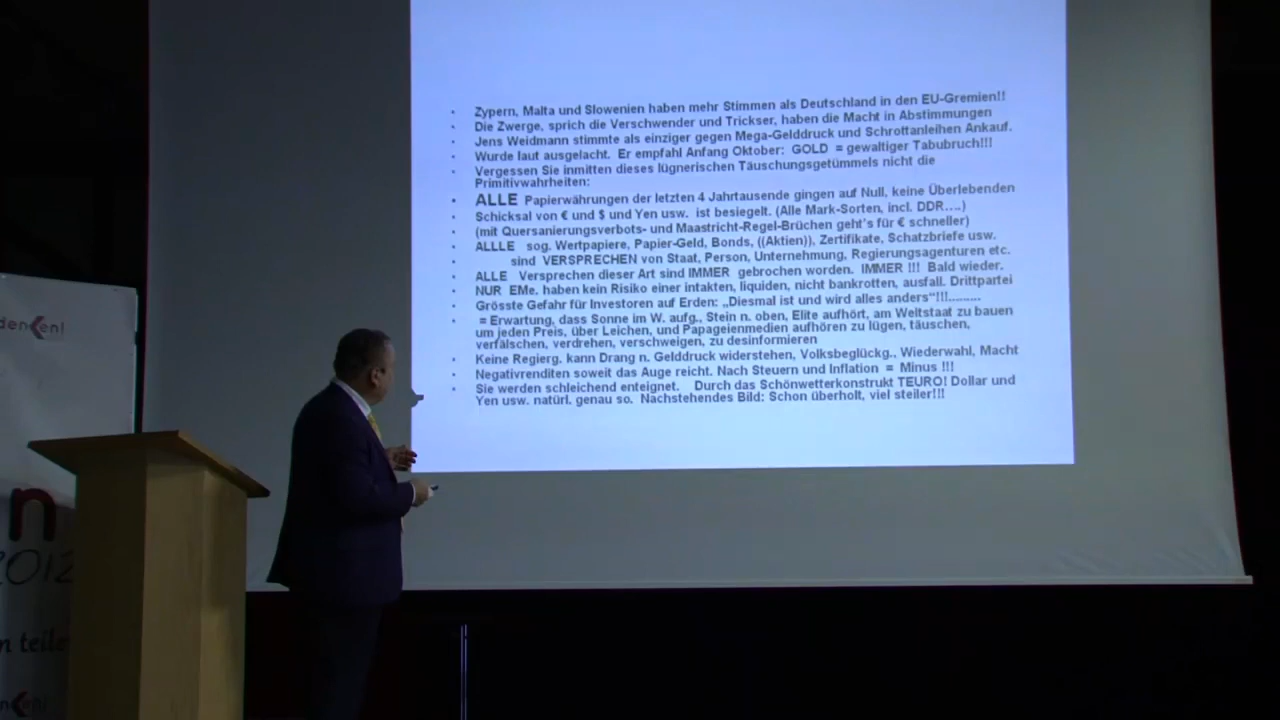 Zypern, Malta und Slowenien haben mehr Stimmen als Deutschland in den EU-Gremien!!
Die Zwerge, sprich die Verschwender und Trickser, haben die Macht in Abstimmungen
Jens Weidmann stimmte als einziger gegen Mega-Gelddruck und Schrottanleihen Ankauf.
Wurde laut ausgelacht. Er empfahl Anfang Oktober: GOLD = gewaltiger Tabubruch!!!
Vergessen Sie inmitten dieses lügnerischen Täuschungsgetümmels nicht die
Primitivwahrheiten:
ALLE Papierwährungen der letzten 4 Jahrtausende gingen auf Null, keine Überlebenden
Schicksal von € und $ und Yen usw. ist besiegelt. (Alle Mark-Sorten, incl. DDR....)
(mit Quersanierungsverbots- und Maastricht-Regel-Brüchen geht's für € schneller)
ALLLE sog. Wertpapiere, Papier-Geld, Bonds, ((Aktien)), Zertifikate, Schatzbriefe usw.
sind VERSPRECHEN von Staat, Person, Unternehmung, Regierungsagenturen etc.
ALLE Versprechen dieser Art sind IMMER gebrochen worden. IMMER !!! Bald wieder.
NUR EMe. haben kein Risiko einer intakten, liquiden, nicht bankrotten, ausfall. Drittpartei
Grösste Gefahr für Investoren auf Erden: „Diesmal ist und wird alles anders“!!!.........
= Erwartung, dass Sonne im W. aufg., Stein n. oben, Elite aufhört, am Weltstaat zu bauen
um jeden Preis, über Leichen, und Papageienmedien aufhören zu lügen, täuschen,
verfälschen, verdrehen, verschweigen, zu desinformieren
Keine Regierg. kann Drang n. Gelddruck widerstehen, Volksbeglückg., Wiederwahl, Macht
Negativrenditen soweit das Auge reicht. Nach Steuern und Inflation = Minus !!!
Sie werden schleichend enteignet. Durch das Schönwetterkonstrukt TEURO! Dollar und
Yen usw. natürl. genau so. Nachstehendes Bild: Schon überholt, viel steiler!!!
den<en!
n
2012
n teile
n<en!